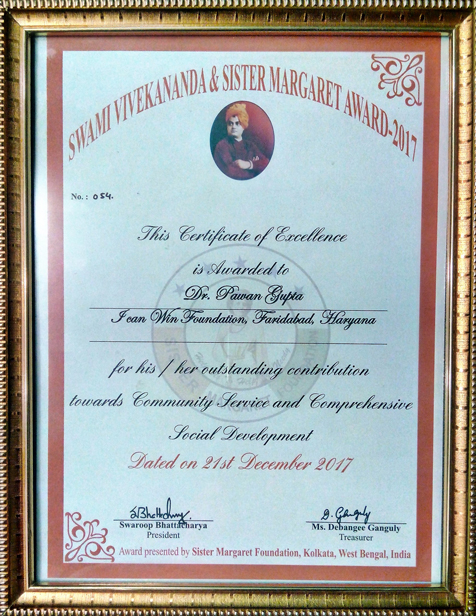 SWAMI VIVEKANANDA & SISTER MARGARET AWARD-2017
No. : 054.
This Certificate of Excellence
is Awarded to
Dr. Pawan Gupta
I can Win Foundation, Faridabad, Haryana
for his / her outstanding contribution
towards Community Service and Comprehensive
Social Development
Dated on 21st December 2017
SBhattacharya
D. Ganguly
Swaroop Bhattacharya
Ms. Debangee Ganguly
President
Treasurer
Award presented by Sister Margaret Foundation, Kolkata, West Bengal, India